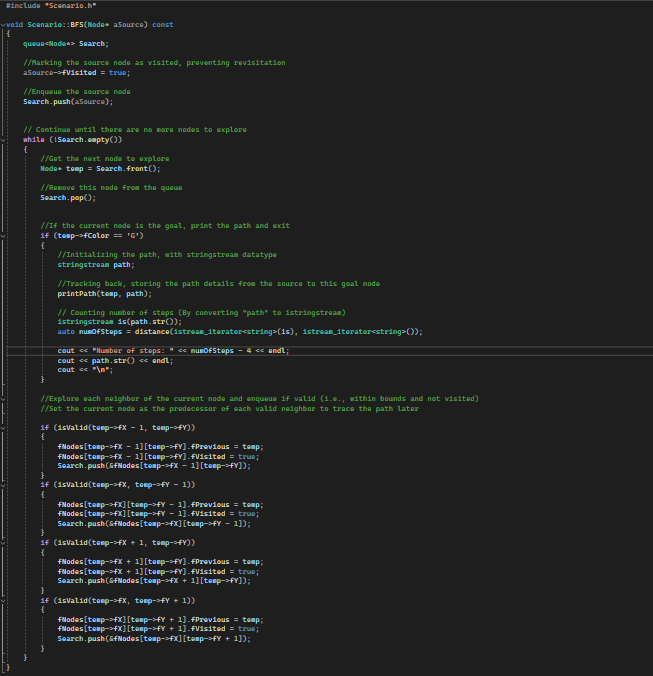 #include "Scenario.h"
void Scenario::BFS(Node* aSource) const
{
queue<Node*> Search;
//Marking the source node as visited, preventing revisitation
aSource->fVisited = true;
//Enqueue the source node
Search.push(aSource);
// Continue until there are no more nodes to explore
while (!Search.empty())
{
//Get the next node to explore
Node* temp = Search.front();
//Remove this node from the queue
Search.pop();
//If the current node is the goal, print the path and exit
if (temp->fColor == 'G')
{
//Initializing the path, with stringstream datatype
stringstream path;
//Tracking back, storing the path details from the source to this goal node
printPath(temp, path);
// Counting number of steps (By converting "path" to istringstream)
istringstream is(path.str());
auto numOfSteps = distance(istream_iterator<string>(is), istream_iterator<string>());
cout << "Number of steps: " << numOfSteps - 4 << endl;
cout << path.str() << endl;
cout << "\n";
}
//Explore each neighbor of the current node and enqueue if valid (i.e., within bounds and not visited)
//Set the current node as the predecessor of each valid neighbor to trace the path later
if (isValid(temp->fX - 1, temp->fY))
{
fNodes[temp->fX - 1][temp->fY].fPrevious = temp;
fNodes[temp->fX - 1][temp->fY].fVisited = true;
Search.push(&fNodes[temp->fX - 1][temp->fY]);
}
if (isValid(temp->fX, temp->fY - 1))
{
fNodes[temp->fX][temp->fY - 1].fPrevious = temp;
fNodes[temp->fX][temp->fY - 1].fVisited = true;
Search.push(&fNodes[temp->fX][temp->fY - 1]);
}
if (isValid(temp->fX + 1, temp->fY))
{
fNodes[temp->fX + 1][temp->fY].fPrevious = temp;
fNodes[temp->fX + 1][temp->fY].fVisited = true;
Search.push(&fNodes[temp->fX + 1][temp->fY]);
}
if (isValid(temp->fX, temp->fY + 1))
{
fNodes[temp->fX][temp->fY + 1].fPrevious = temp;
fNodes[temp->fX][temp->fY + 1].fVisited = true;
Search.push(&fNodes[temp->fX][temp->fY + 1]);
}
}
}